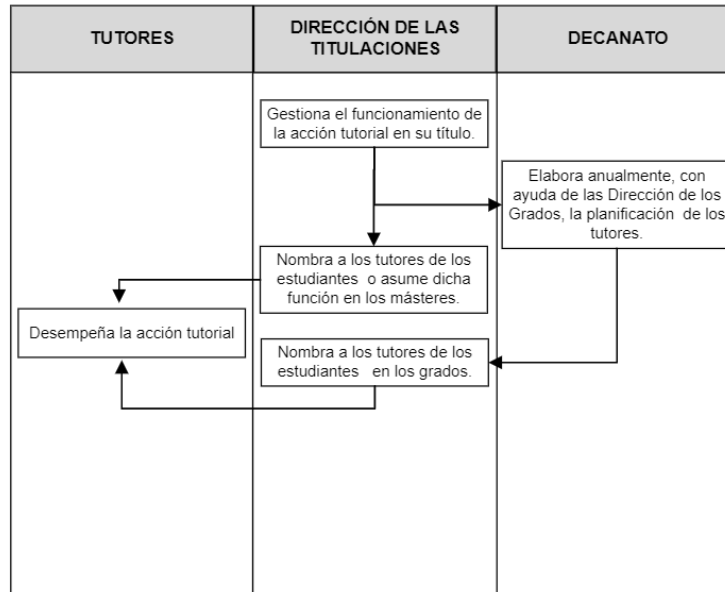 TUTORES
DIRECCIÓN DE LAS
TITULACIONES
DECANATO
Gestiona el funcionamiento de
la acción tutorial en su título.
Elabora anualmente, con
ayuda de las Dirección de los
Grados, la planificación de los
tutores.
Nombra a los tutores de los
estudiantes o asume dicha
función en los másteres.
Desempeña la acción tutorial
Nombra a los tutores de los
estudiantes en los grados.